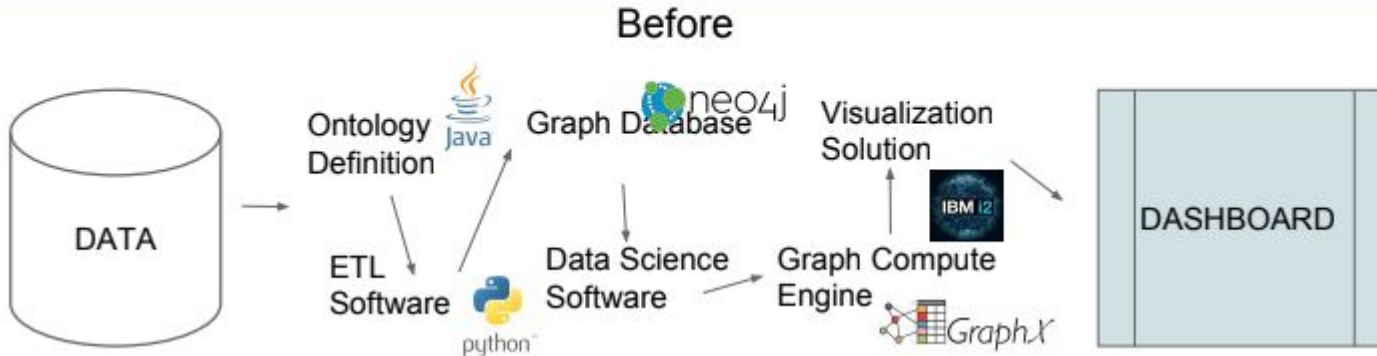 Before
DATA
Ontology
Definition
Java
ETL
Software
python
Graph Database
neo4j
Data Science
Software
Graph Compute
Engine
GraphX
Visualization
Solution
IBM i2
DASHBOARD